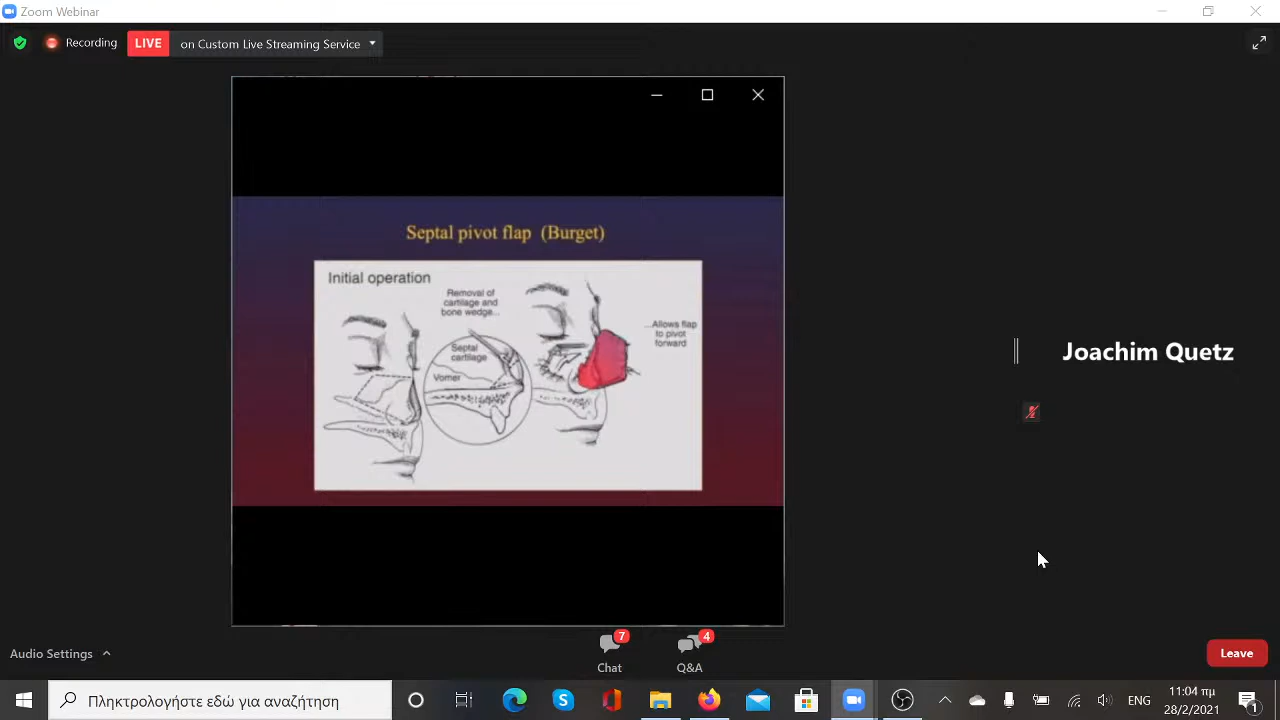 Zoom Webinar
Recording
LIVE
on Custom Live Streaming Service
Septal pivot flap (Burget)
Initial operation
Removal of
cartilage and
bone wedge...
Septal
cartilage
Vomer
...Allows flap
to pivot
forward
Joachim Quetz
Audio Settings
7
Chat
4
Q&A
Leave
Πληκτρολογήστε εδώ για αναζήτηση
ENG
11:04 πμ
28/2/2021
1